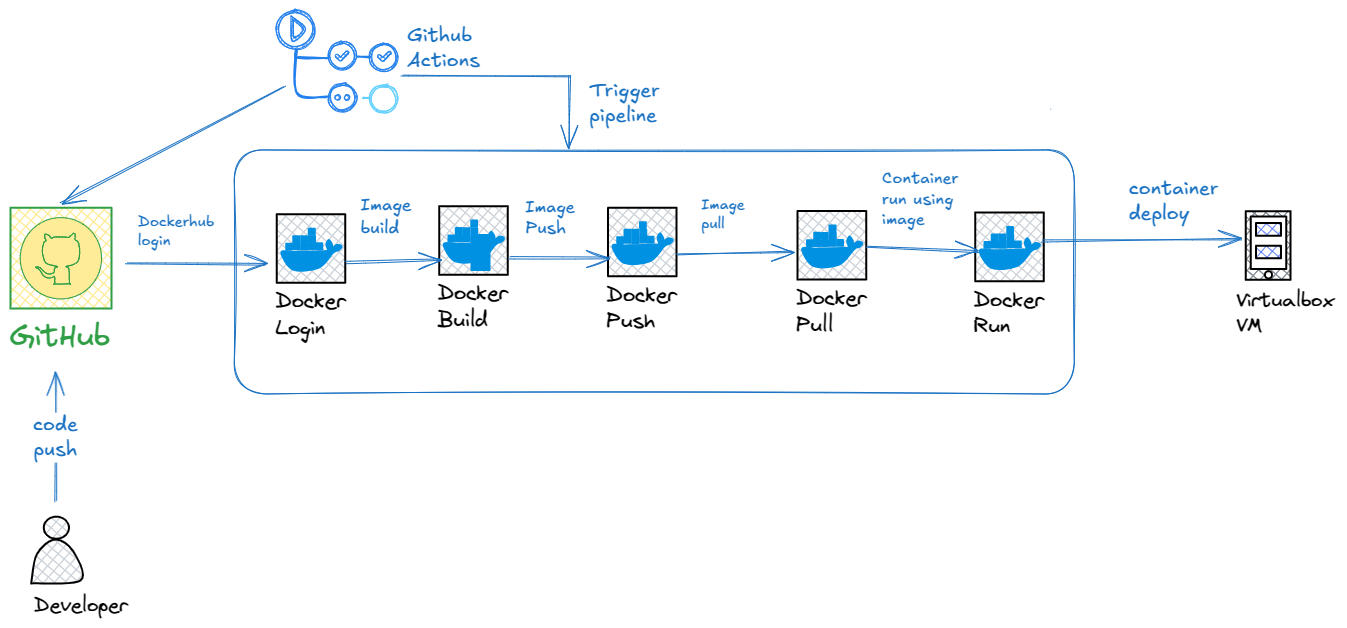 Github
Actions
Trigger
pipeline
Dockerhub
login
Image
build
Image
Push
Image
pull
Container
run using
image
container
deploy
GitHub
Docker
Login
Docker
Build
Docker
Push
Docker
Pull
Docker
Run
Virtualbox
VM
code
push
Developer